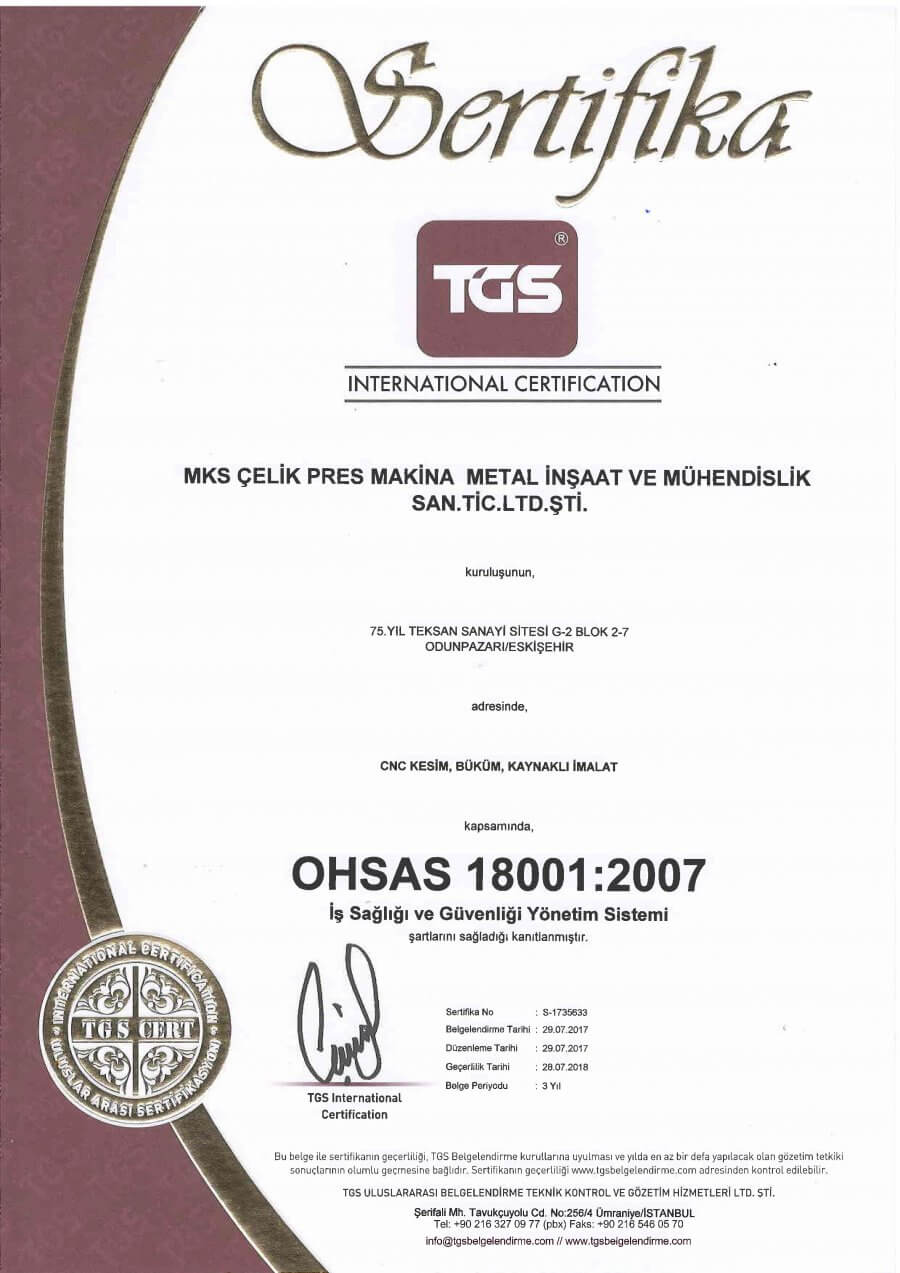 Sertifika
TGS ®
INTERNATIONAL CERTIFICATION
MKS ÇELİK PRES MAKİNA METAL İNŞAAT VE MÜHENDİSLİK
SAN.TİC.LTD.ŞTİ.
kuruluşunun,
75.YIL TEKSAN SANAYİ SİTESİ G-2 BLOK 2-7
ODUNPAZARI/ESKİŞEHİR
adresinde,
CNC KESİM, BÜKÜM, KAYNAKLI İMALAT
kapsamında,
OHSAS 18001:2007
İş Sağlığı ve Güvenliği Yönetim Sistemi
şartlarını sağladığı kanıtlanmıştır.
Sertifika No : S-1735633
Belgelendirme Tarihi : 29.07.2017
Düzenleme Tarihi : 29.07.2017
Geçerlilik Tarihi : 28.07.2018
Belge Periyodu : 3 Yıl
TGS International
Certification
INTERNATIONAL CERTIFICATION
TGS CERT
ULUSLAR ARASI SERTİFİKASYON
Bu belge ile sertifikanın geçerliliği, TGS Belgelendirme kurallarına uyulması ve yılda en az bir defa yapılacak olan gözetim tetkiki
sonuçlarının olumlu geçmesine bağlıdır. Sertifikanın geçerliliği www.tgsbelgelendirme.com adresinden kontrol edilebilir.
TGS ULUSLARARASI BELGELENDİRME TEKNİK KONTROL VE GÖZETİM HİZMETLERİ LTD. ŞTİ.
Şerifali Mh. Tavukçuyolu Cd. No:256/4 Ümraniye/İSTANBUL
Tel: +90 216 327 09 77 (pbx) Faks: +90 216 546 05 70
info@tgsbelgelendirme.com // www.tgsbelgelendirme.com